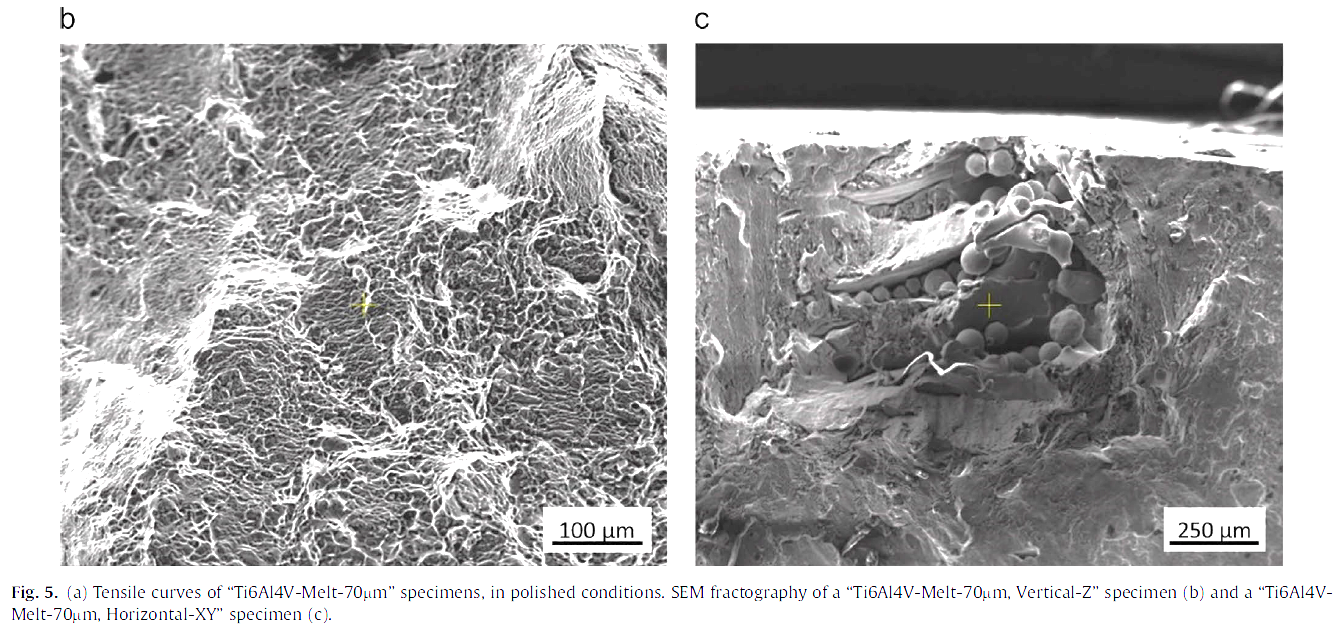 b
c
100 μm
250 μm
Fig. 5. (a) Tensile curves of “Ti6Al4V-Melt-70μm” specimens, in polished conditions. SEM fractography of a “Ti6Al4V-Melt-70μm, Vertical-Z” specimen (b) and a “Ti6Al4V-
Melt-70μm, Horizontal-XY” specimen (c).